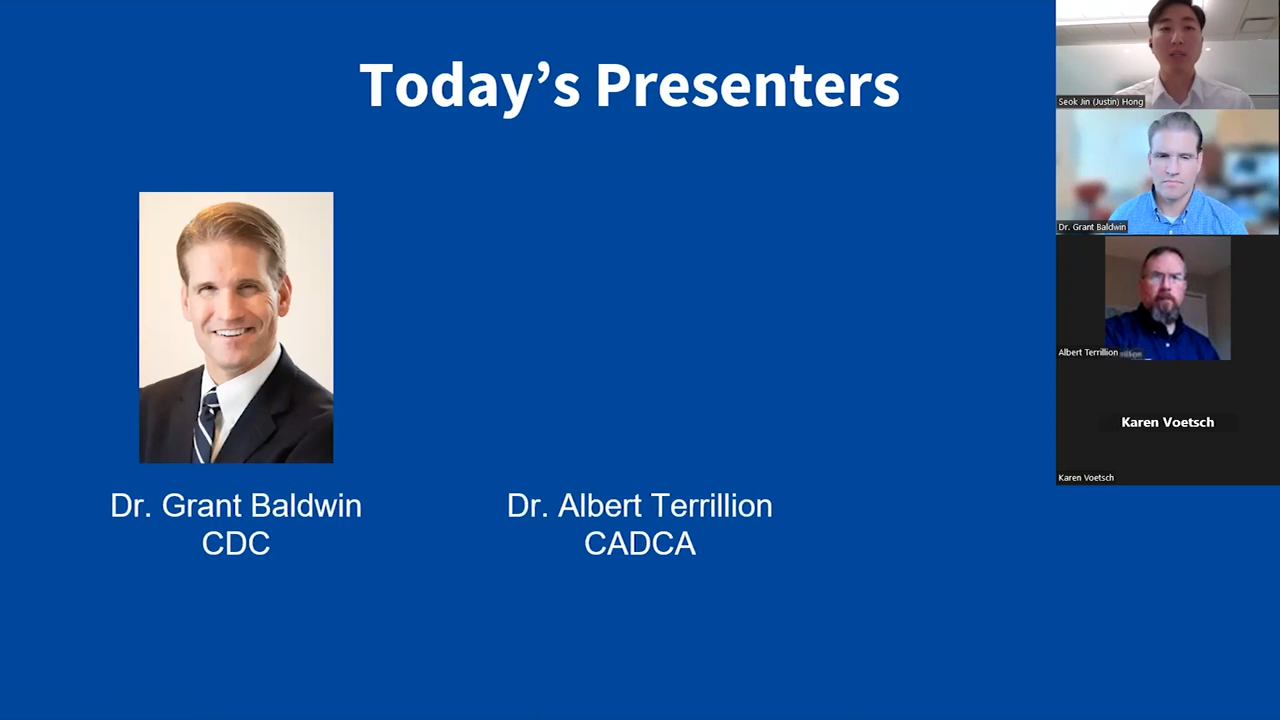 Today’s Presenters
Dr. Grant Baldwin
CDC
Dr. Albert Terrillion
CADCA
Seok Jin (Justin) Hong
Dr. Grant Baldwin
Albert Terrillion
Karen Voetsch
Karen Voetsch